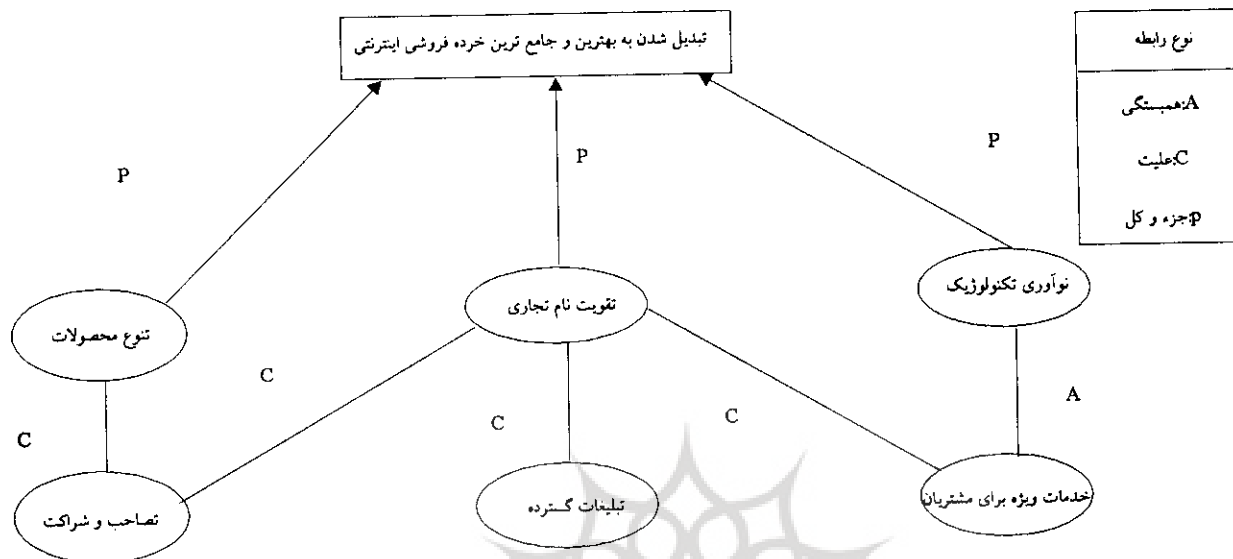 تبدیل شدن به بهترین و جامع ترین خرده فروشی اینترنتی
نوع رابطه
A:همبستگی
C:علیت
p:جزء و کل
P
P
P
نوآوری تکنولوژیک
تقویت نام تجاری
تنوع محصولات
C
A
C
C
C
خدمات ویژه برای مشتریان
تبلیغات گسترده
تصاحب و شراکت